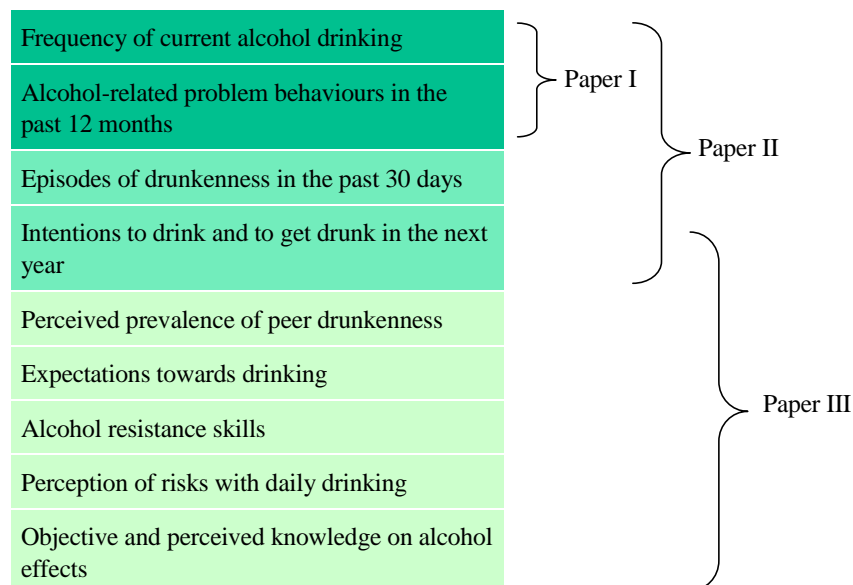 Frequency of current alcohol drinking
Alcohol-related problem behaviours in the
past 12 months
Episodes of drunkenness in the past 30 days
Intentions to drink and to get drunk in the next
year
Perceived prevalence of peer drunkenness
Expectations towards drinking
Alcohol resistance skills
Perception of risks with daily drinking
Objective and perceived knowledge on alcohol
effects
Paper I
Paper II
Paper III